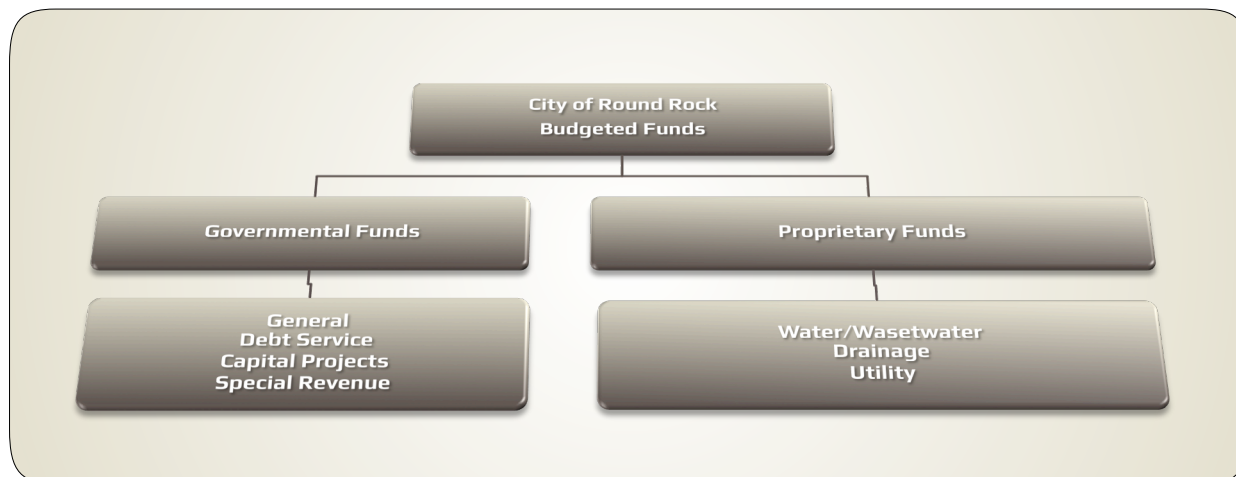 City of Round Rock
Budgeted Funds
Governmental Funds
Proprietary Funds
General
Debt Service
Capital Projects
Special Revenue
Water/Wasetwater
Drainage
Utility